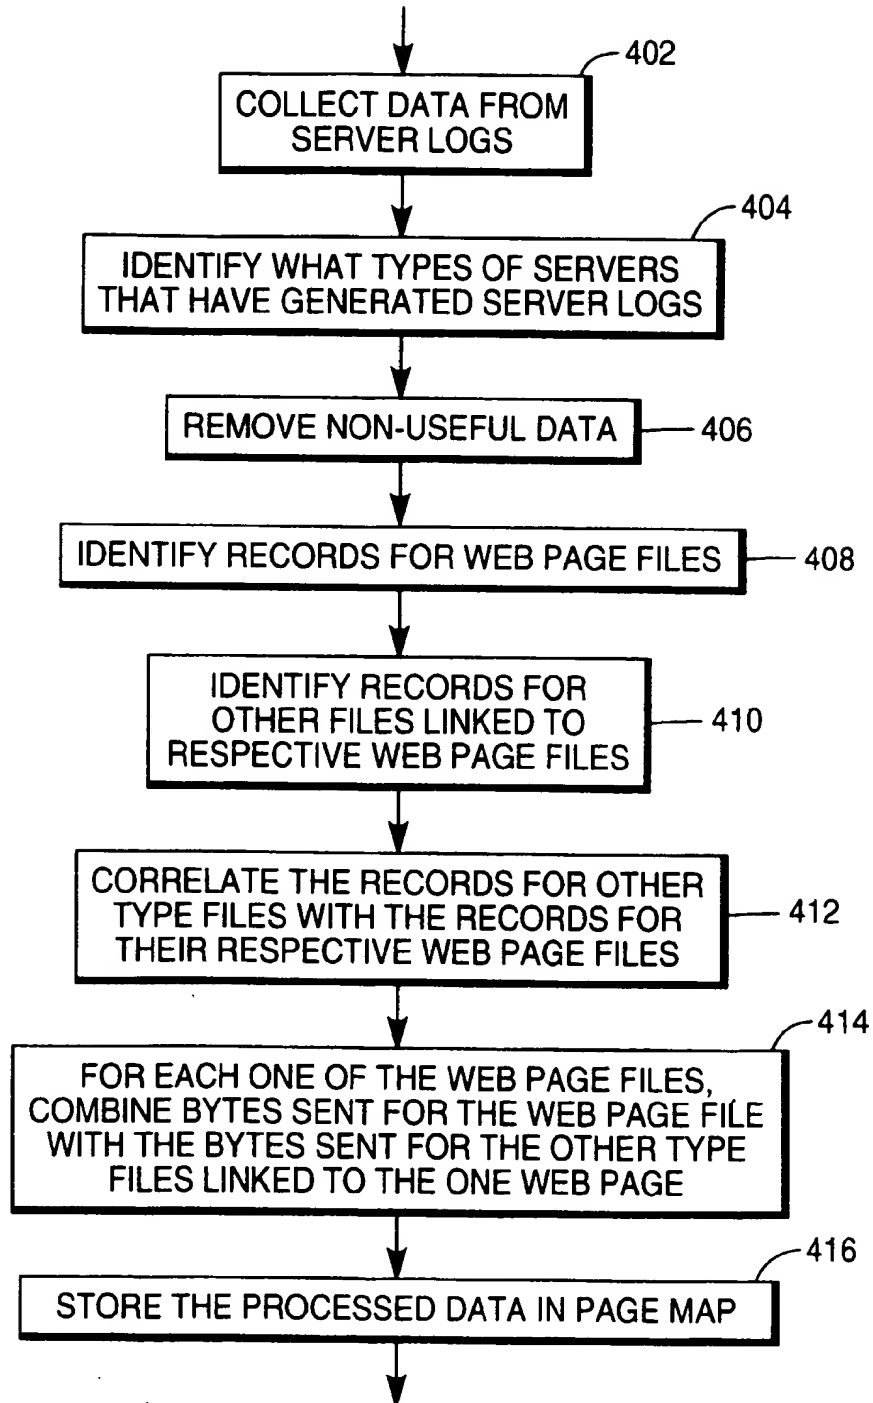 402
COLLECT DATA FROM
SERVER LOGS
404
IDENTIFY WHAT TYPES OF SERVERS
THAT HAVE GENERATED SERVER LOGS
REMOVE NON-USEFUL DATA
406
IDENTIFY RECORDS FOR WEB PAGE FILES
408
IDENTIFY RECORDS FOR
OTHER FILES LINKED TO
RESPECTIVE WEB PAGE FILES
410
CORRELATE THE RECORDS FOR OTHER
TYPE FILES WITH THE RECORDS FOR
THEIR RESPECTIVE WEB PAGE FILES
412
414
FOR EACH ONE OF THE WEB PAGE FILES,
COMBINE BYTES SENT FOR THE WEB PAGE FILE
WITH THE BYTES SENT FOR THE OTHER TYPE
FILES LINKED TO THE ONE WEB PAGE
416
STORE THE PROCESSED DATA IN PAGE MAP